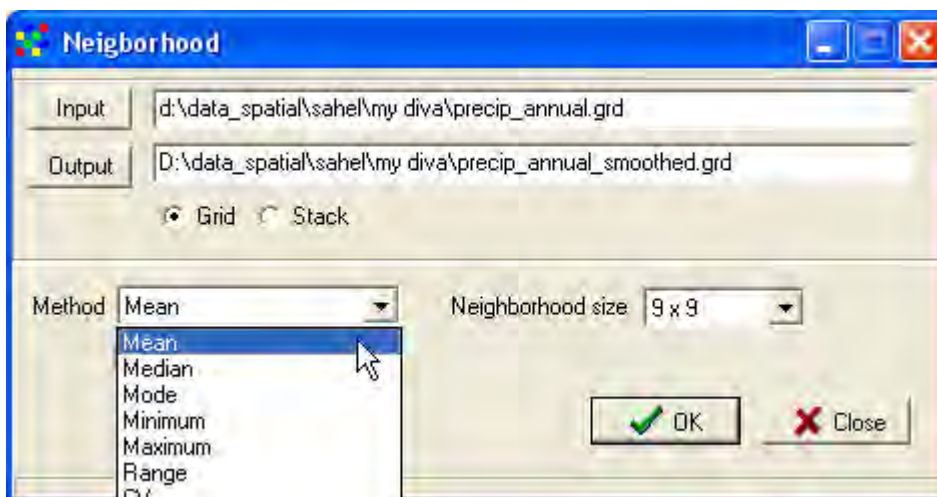 Neigborhood
Input d:\data_spatial\sahel\my diva\precip_annual.grd
Output D:\data_spatial\sahel\my diva\precip_annual_smoothed.grd
Grid Stack
Method Mean Neighborhood size 9 x 9
Mean
Median
Mode
Minimum
Maximum
Range
OK Close